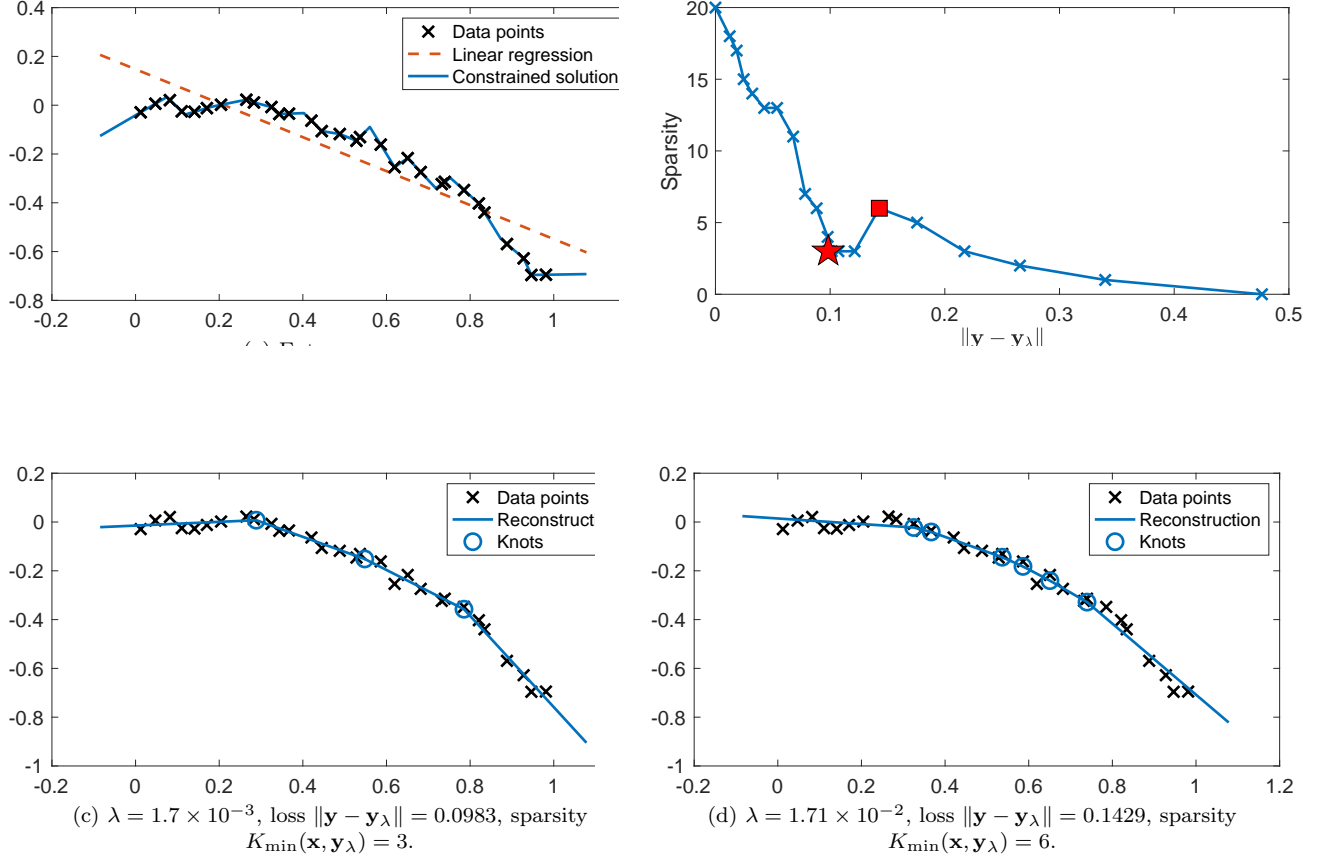 0.4
0.2
0
-0.2
-0.4
-0.6
-0.8
-0.2 0 0.2 0.4 0.6 0.8 1
Data points
Linear regression
Constrained solution
20
15
10
5
0
Sparsity
0 0.1 0.2 0.3 0.4 0.5
‖y − y_λ‖
0.2
0
-0.2
-0.4
-0.6
-0.8
-1
-0.2 0 0.2 0.4 0.6 0.8 1
Data points
Reconstruct
Knots
(c) λ = 1.7 × 10⁻³, loss ‖y − y_λ‖ = 0.0983, sparsity
K_min(x, y_λ) = 3.
0.2
0
-0.2
-0.4
-0.6
-0.8
-1
-0.2 0 0.2 0.4 0.6 0.8 1 1.2
Data points
Reconstruction
Knots
(d) λ = 1.71 × 10⁻², loss ‖y − y_λ‖ = 0.1429, sparsity
K_min(x, y_λ) = 6.